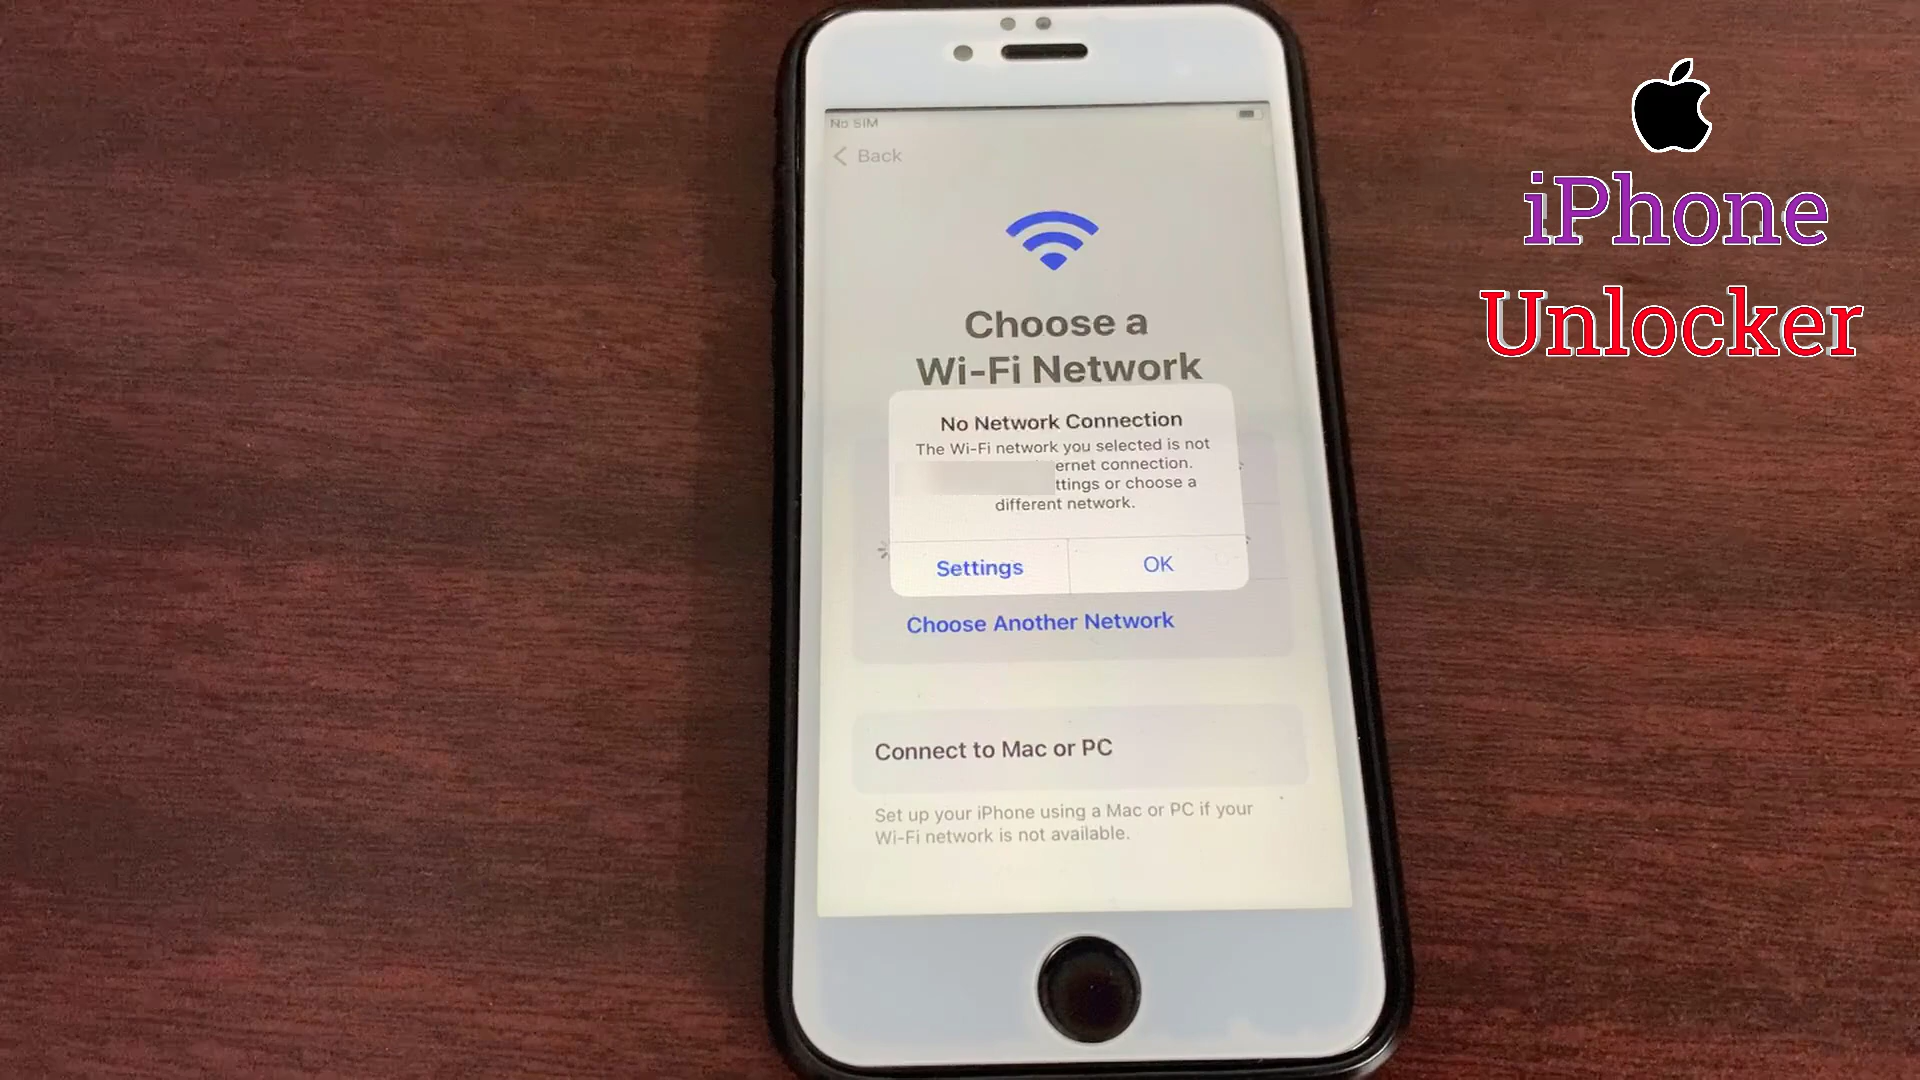 No SIM
Back
Choose a
Wi-Fi Network
No Network Connection
The Wi-Fi network you selected is not
ernet connection.
ttings or choose a
different network.
Settings OK
Choose Another Network
Connect to Mac or PC
Set up your iPhone using a Mac or PC if your
Wi-Fi network is not available.
iPhone
Unlocker